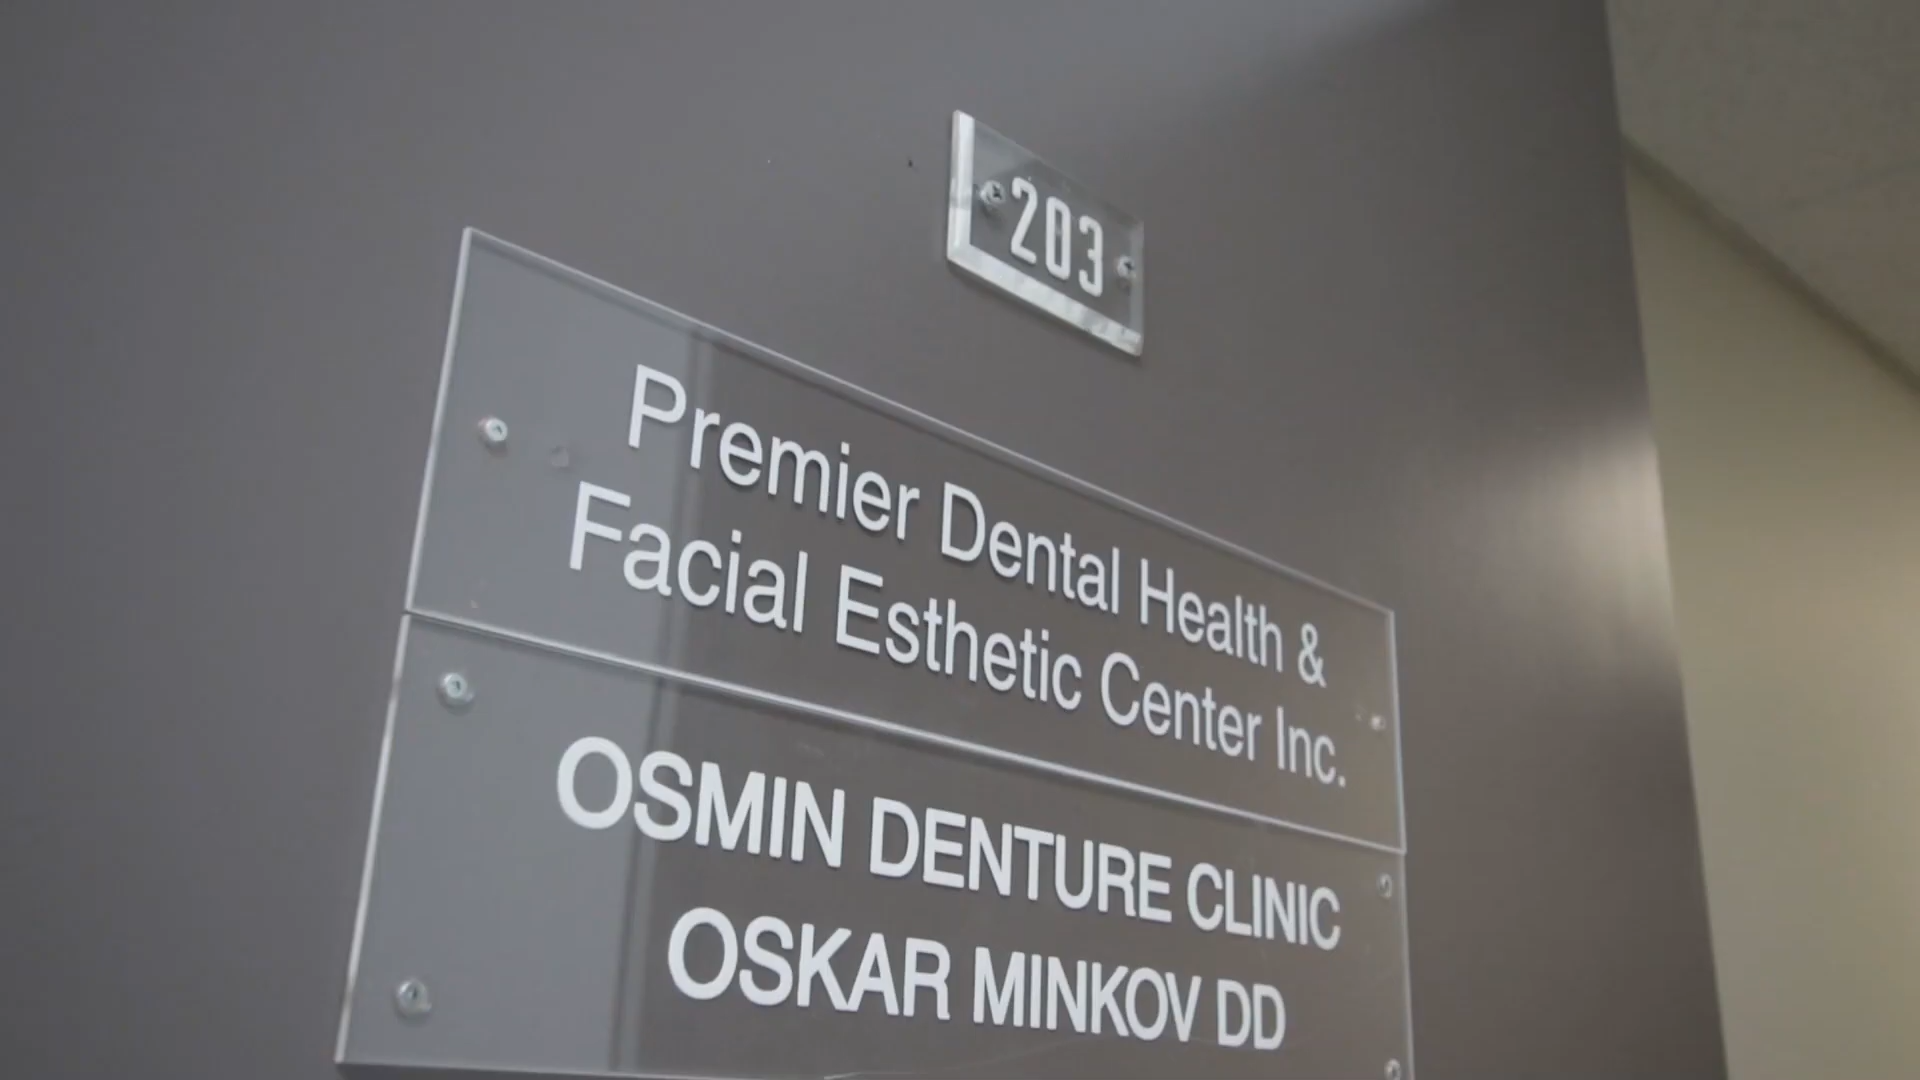 203
Premier Dental Health &
Facial Esthetic Center Inc.
OSMIN DENTURE CLINIC
OSKAR MINKOV DD